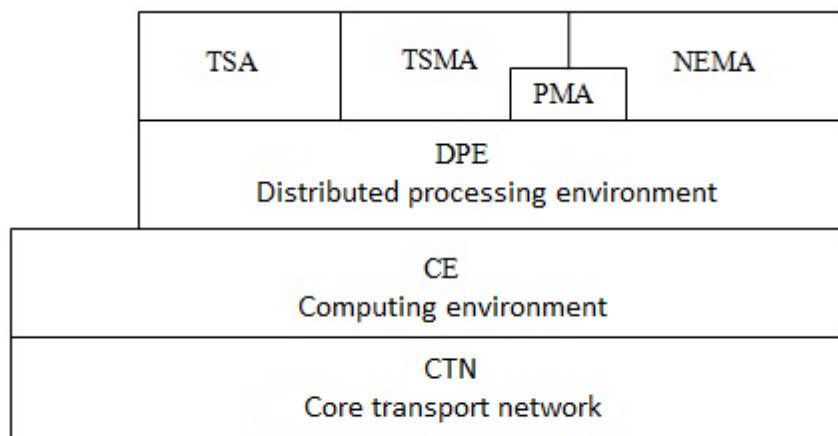 TSA
TSMA
NEMA
PMA
DPE
Distributed processing environment
CE
Computing environment
CTN
Core transport network